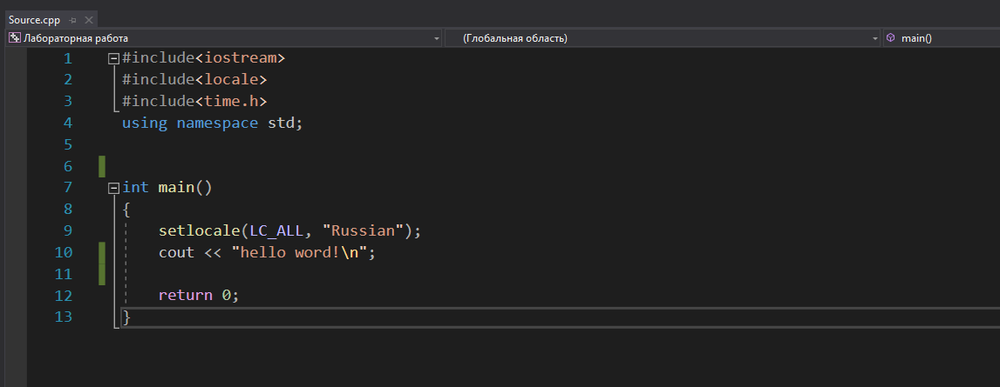 Source.cpp
Лабораторная работа (Глобальная область) main()
1 #include<iostream>
2 #include<locale>
3 #include<time.h>
4 using namespace std;
5
6
7 int main()
8 {
9 setlocale(LC_ALL, "Russian");
10 cout << "hello word!\n";
11
12 return 0;
13 }